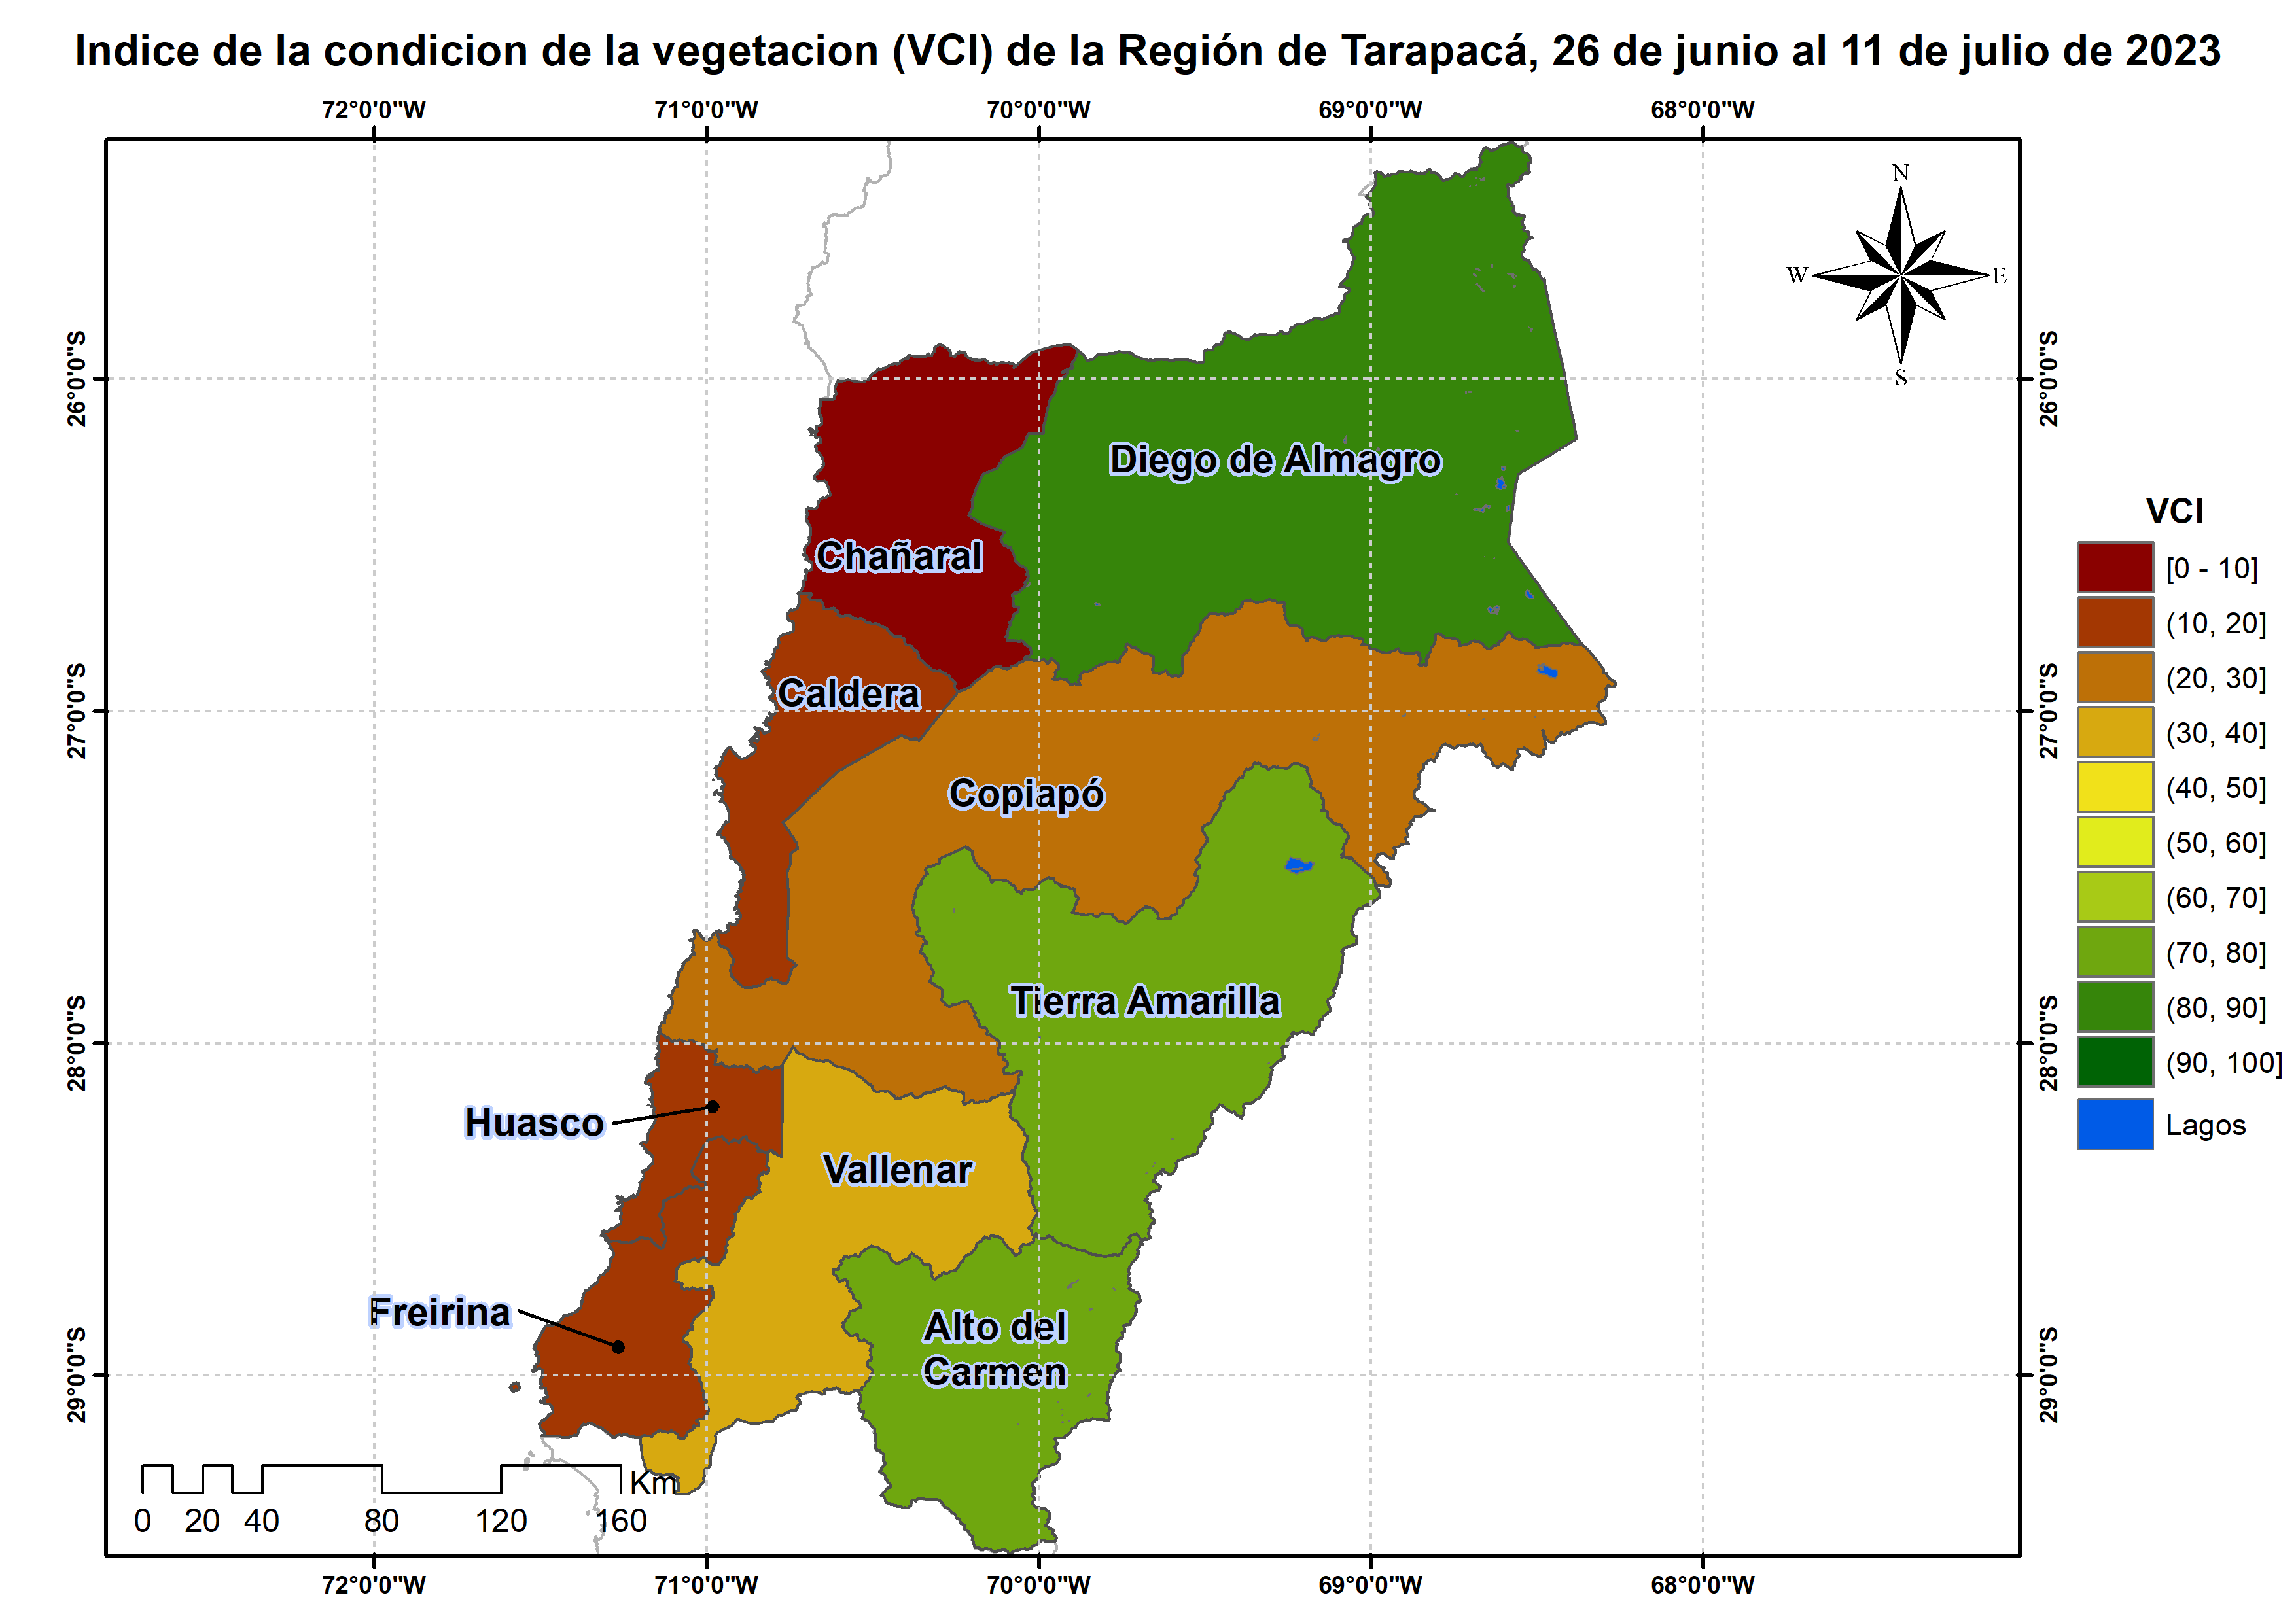 Indice de la condicion de la vegetacion (VCI) de la Región de Tarapacá, 26 de junio al 11 de julio de 2023
72°0'0"W 71°0'0"W 70°0'0"W 69°0'0"W 68°0'0"W
N
W E
S
26°0'0"S 26°0'0"S
Diego de Almagro
VCI
Chañaral
[0 - 10]
(10, 20]
(20, 30]
(30, 40]
(40, 50]
(50, 60]
(60, 70]
(70, 80]
(80, 90]
(90, 100]
Lagos
Caldera
27°0'0"S 27°0'0"S
Copiapó
Tierra Amarilla
28°0'0"S 28°0'0"S
Huasco
Vallenar
Freirina
Alto del
Carmen
29°0'0"S 29°0'0"S
Km
0 20 40 80 120 160
72°0'0"W 71°0'0"W 70°0'0"W 69°0'0"W 68°0'0"W